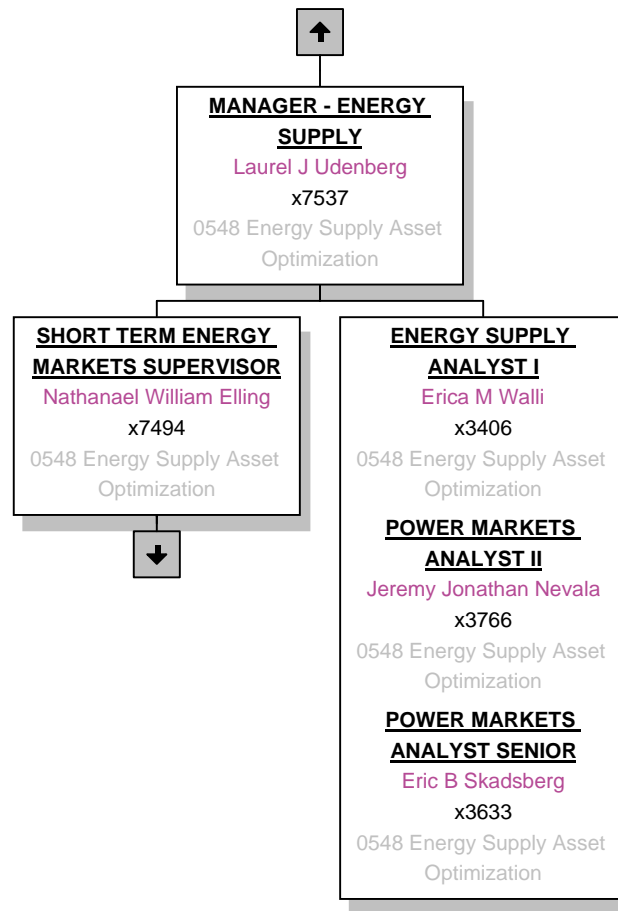 MANAGER - ENERGY
SUPPLY
Laurel J Udenberg
x7537
0548 Energy Supply Asset
Optimization
SHORT TERM ENERGY
MARKETS SUPERVISOR
Nathanael William Elling
x7494
0548 Energy Supply Asset
Optimization
ENERGY SUPPLY
ANALYST I
Erica M Walli
x3406
0548 Energy Supply Asset
Optimization
POWER MARKETS
ANALYST II
Jeremy Jonathan Nevala
x3766
0548 Energy Supply Asset
Optimization
POWER MARKETS
ANALYST SENIOR
Eric B Skadsberg
x3633
0548 Energy Supply Asset
Optimization